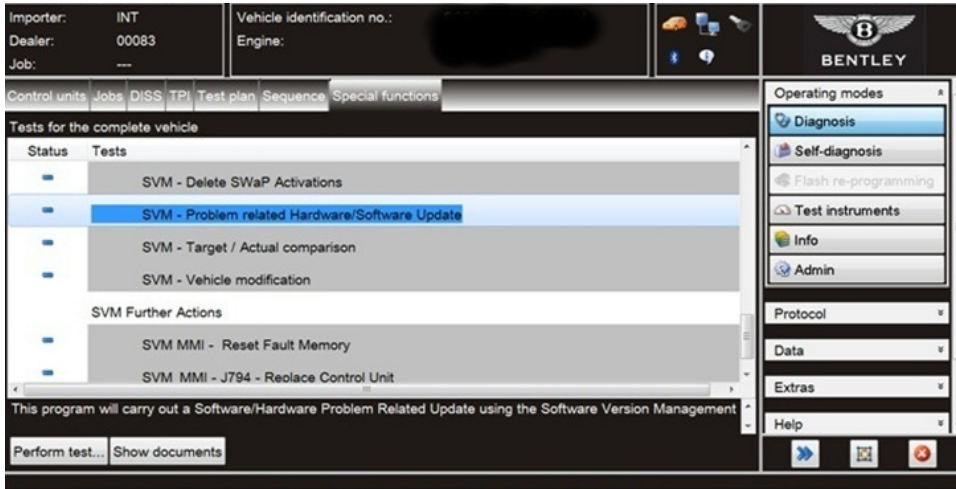 Importer: INT
Dealer: 00083
Job: ---
Vehicle identification no.:
Engine:
BENTLEY
Control units Jobs DISS TPI Test plan Sequence Special functions
Tests for the complete vehicle
Status Tests
SVM - Delete SWaP Activations
SVM - Problem related Hardware/Software Update
SVM - Target / Actual comparison
SVM - Vehicle modification
SVM Further Actions
SVM MMI - Reset Fault Memory
SVM MMI - J794 - Replace Control Unit
This program will carry out a Software/Hardware Problem Related Update using the Software Version Management
Perform test... Show documents
Operating modes
Diagnosis
Self-diagnosis
Flash re-programming
Test instruments
Info
Admin
Protocol
Data
Extras
Help